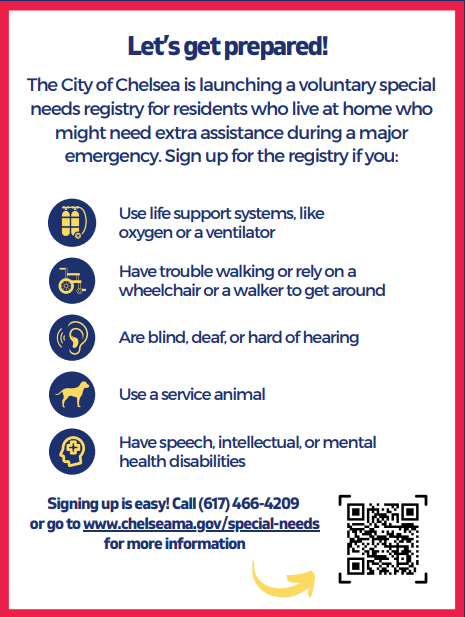 Let's get prepared!
The City of Chelsea is launching a voluntary special
needs registry for residents who live at home who
might need extra assistance during a major
emergency. Sign up for the registry if you:
Use life support systems, like
oxygen or a ventilator
Have trouble walking or rely on a
wheelchair or a walker to get around
Are blind, deaf, or hard of hearing
Use a service animal
Have speech, intellectual, or mental
health disabilities
Signing up is easy! Call (617) 466-4209
or go to www.chelseama.gov/special-needs
for more information